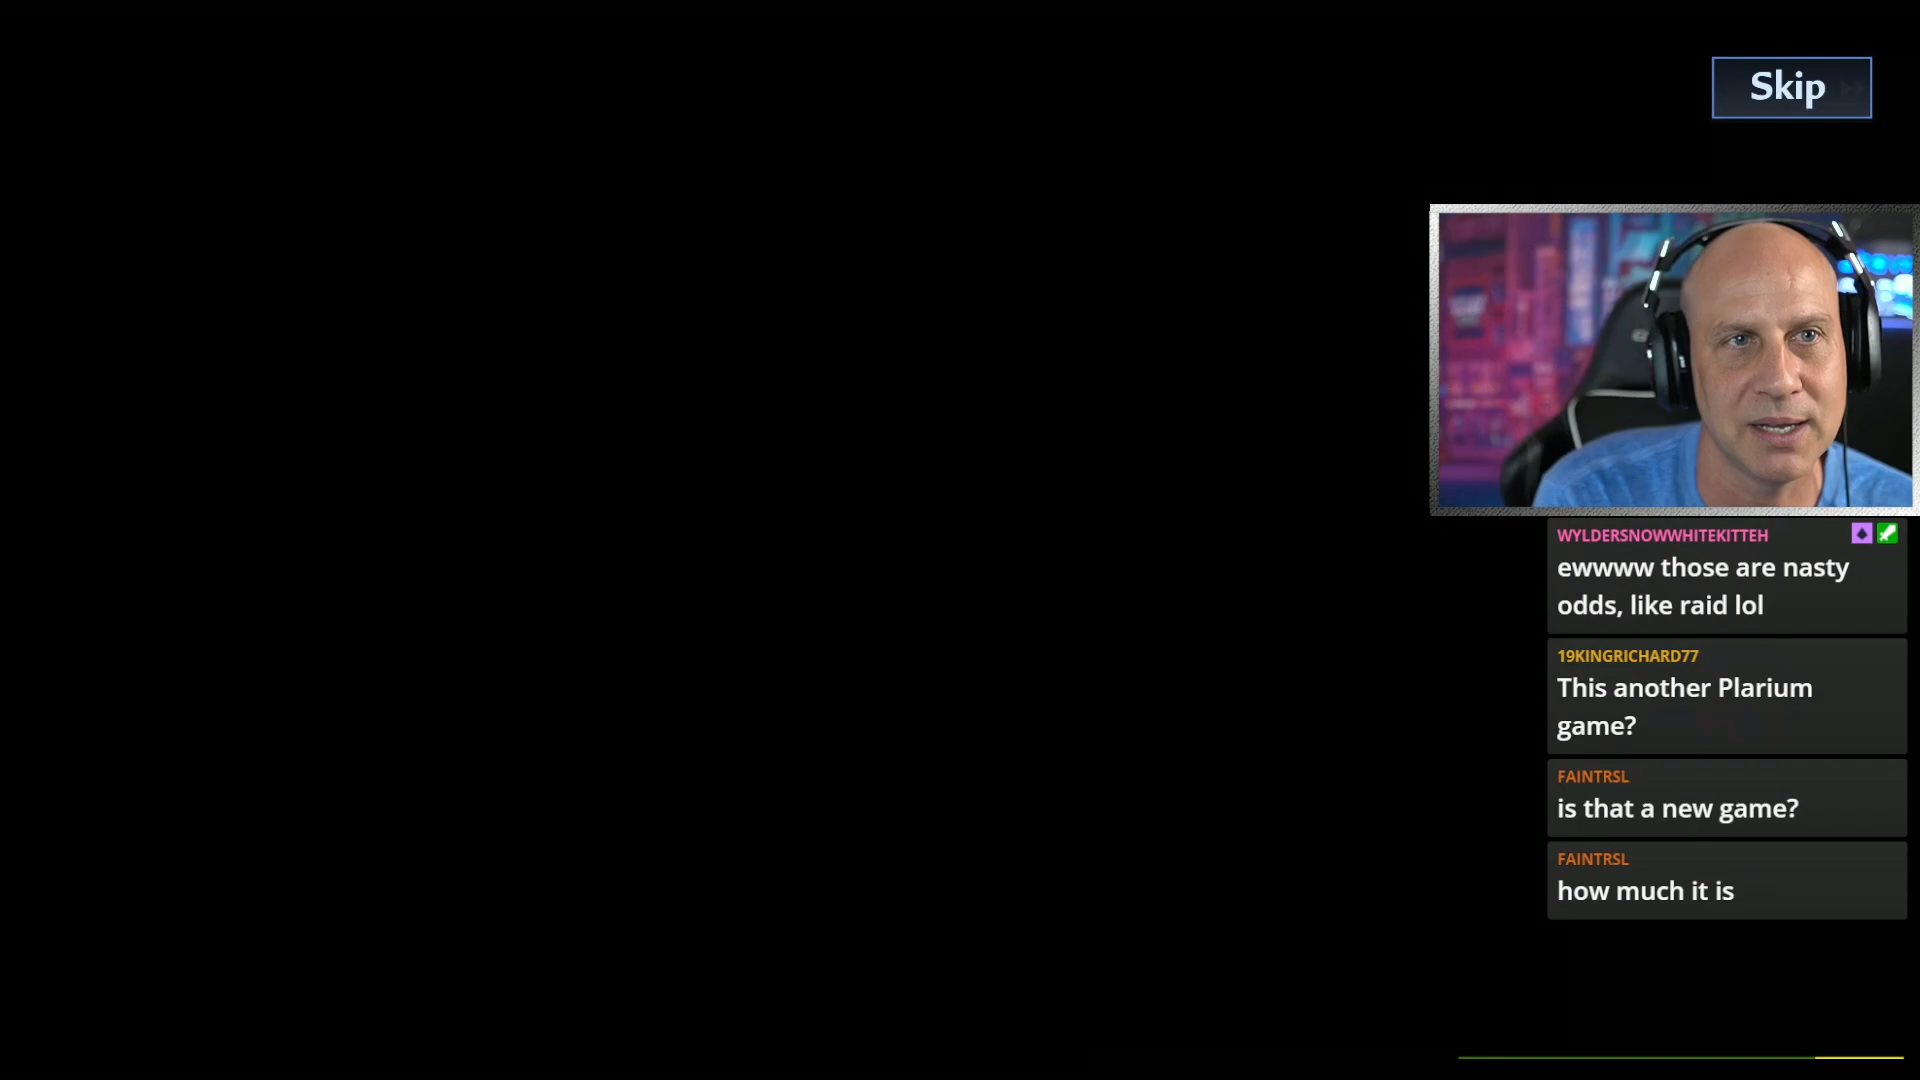 Skip
WYLDERSNOWWHITEKITTEH
ewwww those are nasty
odds, like raid lol
19KINGRICHARD77
This another Plarium
game?
FAINTRSL
is that a new game?
FAINTRSL
how much it is